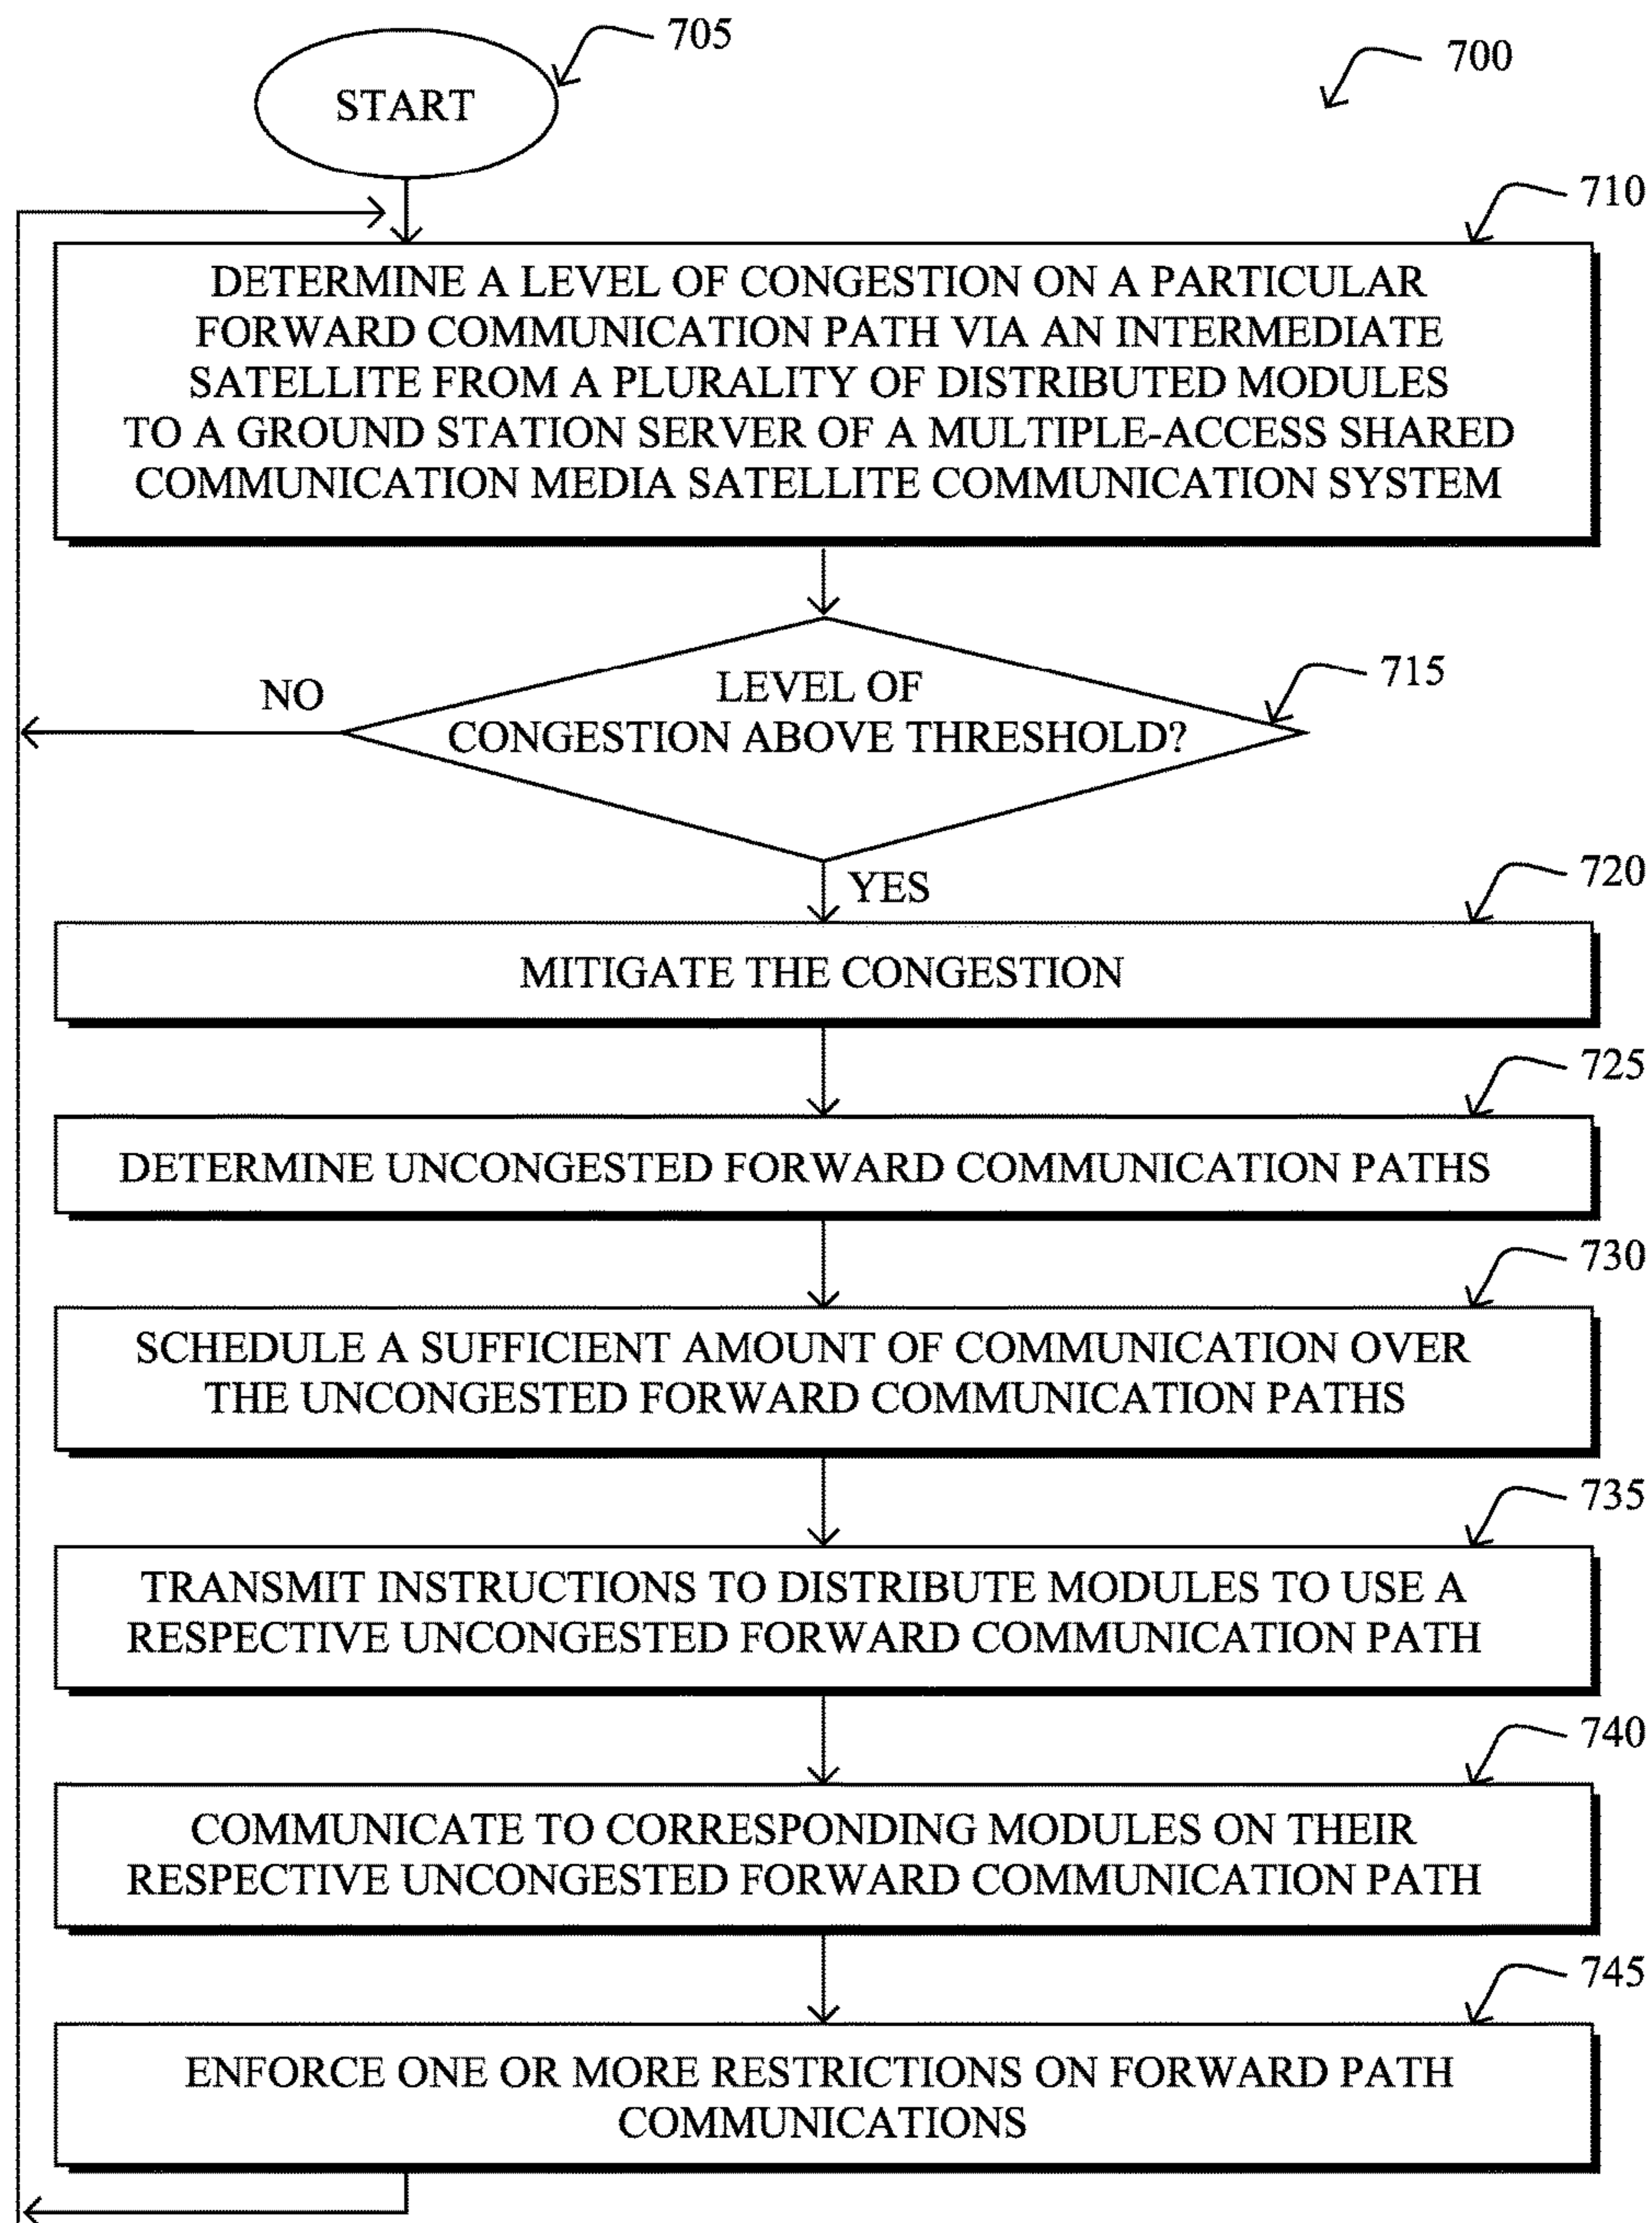 705
700
START
710
DETERMINE A LEVEL OF CONGESTION ON A PARTICULAR
FORWARD COMMUNICATION PATH VIA AN INTERMEDIATE
SATELLITE FROM A PLURALITY OF DISTRIBUTED MODULES
TO A GROUND STATION SERVER OF A MULTIPLE-ACCESS SHARED
COMMUNICATION MEDIA SATELLITE COMMUNICATION SYSTEM
715
NO
LEVEL OF
CONGESTION ABOVE THRESHOLD?
YES
720
MITIGATE THE CONGESTION
725
DETERMINE UNCONGESTED FORWARD COMMUNICATION PATHS
730
SCHEDULE A SUFFICIENT AMOUNT OF COMMUNICATION OVER
THE UNCONGESTED FORWARD COMMUNICATION PATHS
735
TRANSMIT INSTRUCTIONS TO DISTRIBUTE MODULES TO USE A
RESPECTIVE UNCONGESTED FORWARD COMMUNICATION PATH
740
COMMUNICATE TO CORRESPONDING MODULES ON THEIR
RESPECTIVE UNCONGESTED FORWARD COMMUNICATION PATH
745
ENFORCE ONE OR MORE RESTRICTIONS ON FORWARD PATH
COMMUNICATIONS